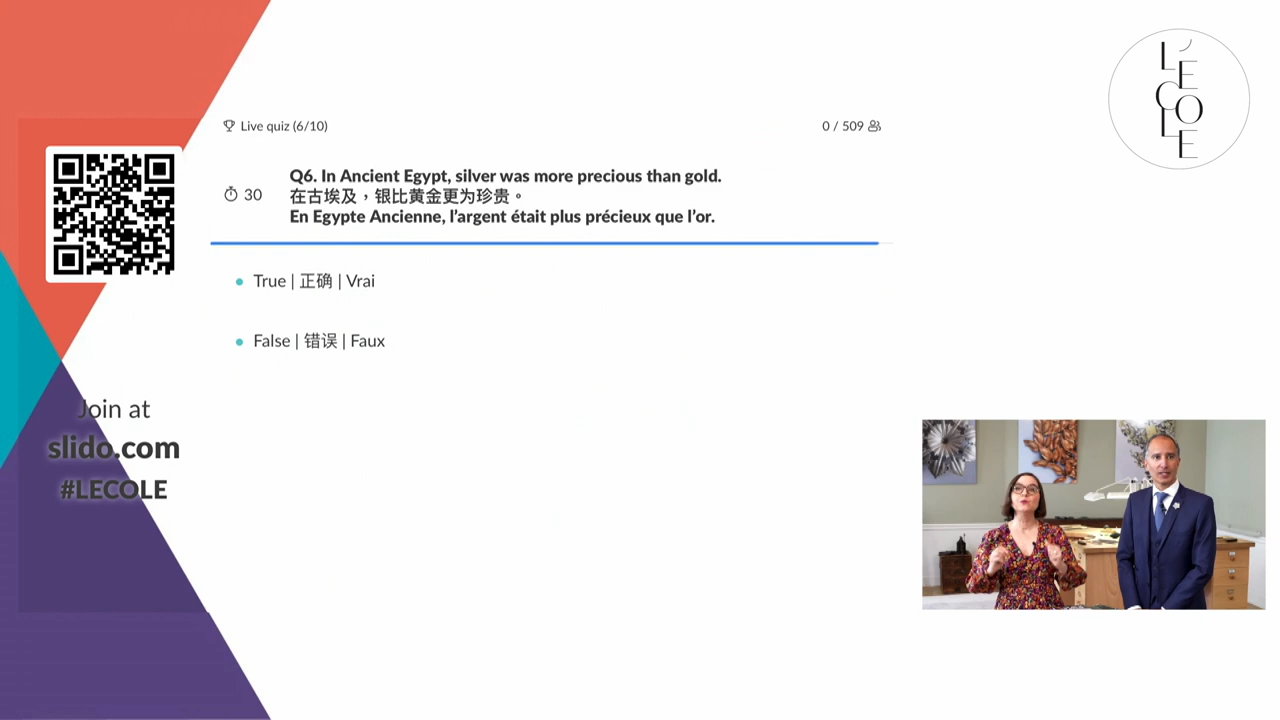 L'ÉCOLE
Live quiz (6/10)
0 / 509
30
Q6. In Ancient Egypt, silver was more precious than gold.
在古埃及，银比黄金更为珍贵。
En Egypte Ancienne, l’argent était plus précieux que l’or.
True | 正确 | Vrai
False | 错误 | Faux
Join at
slido.com
#LECOLE